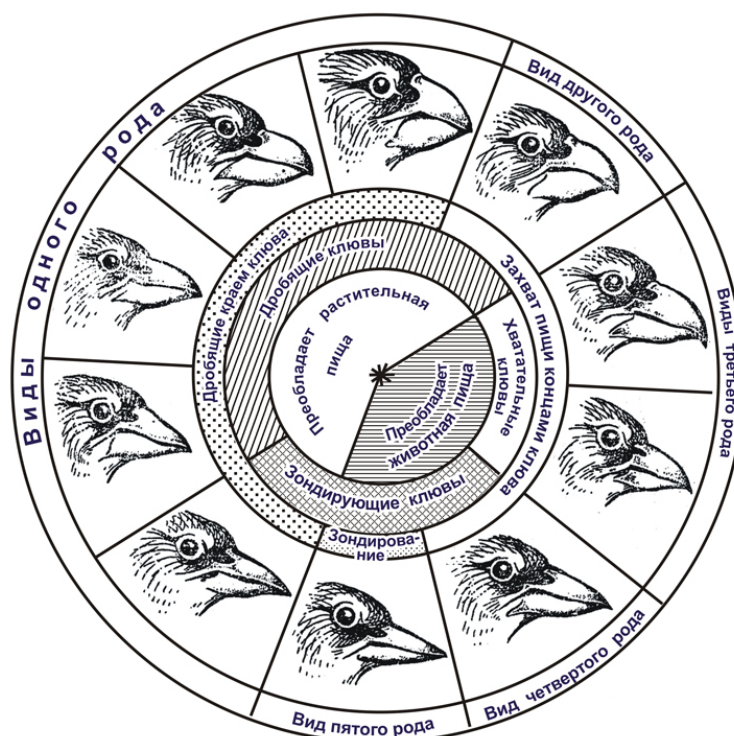 Виды одного рода
Вид другого рода
Виды третьего рода
Вид четвертого рода
Вид пятого рода
Дробящие краем клюва
Захват пищи концами клюва
Зондирова-
ние
Дробящие клювы
Хватательные
клювы
Зондирующие клювы
Преобладает растительная
пища
Преобладает
животная пища